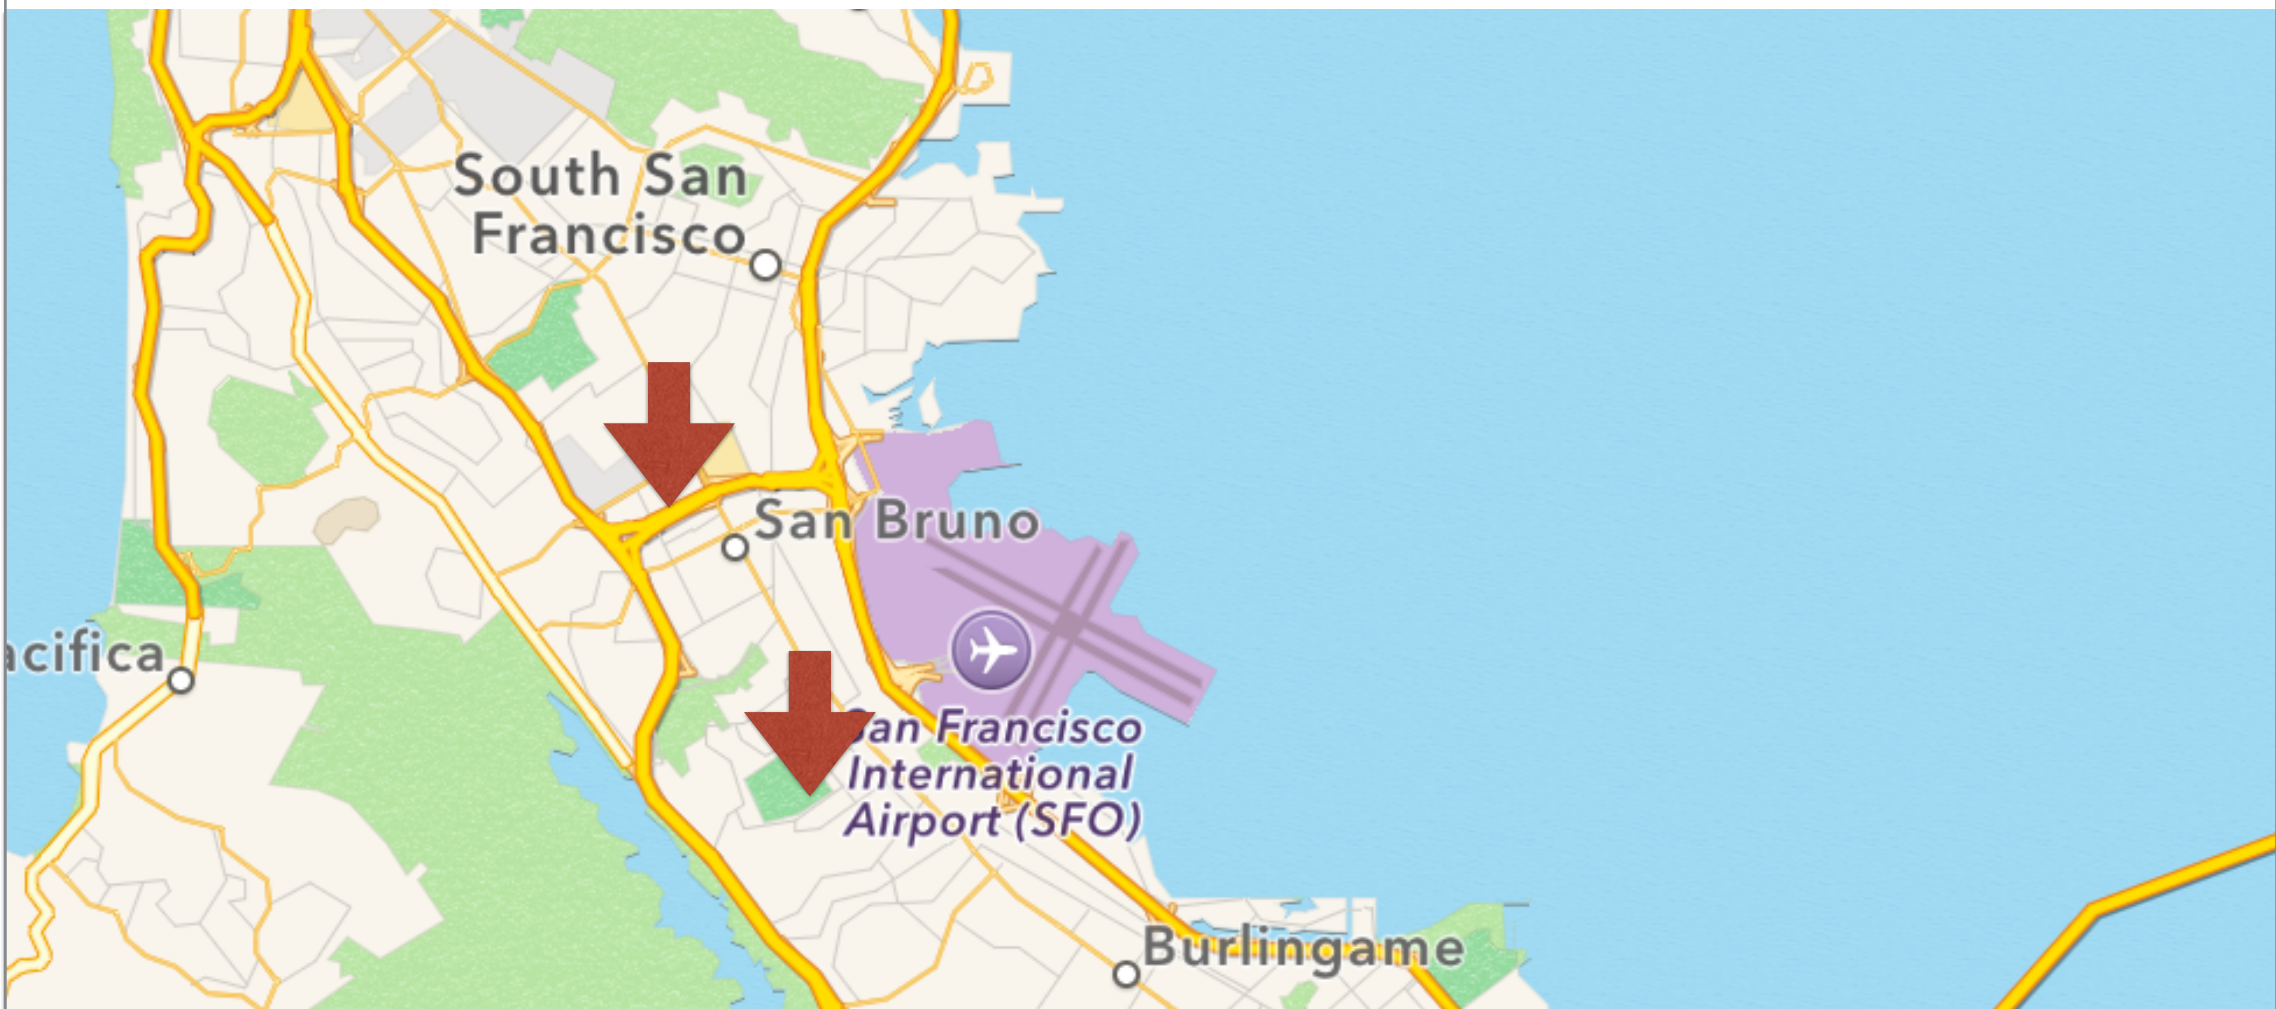 South San
Francisco
San Bruno
acifica
San Francisco
International
Airport (SFO)
Burlingame